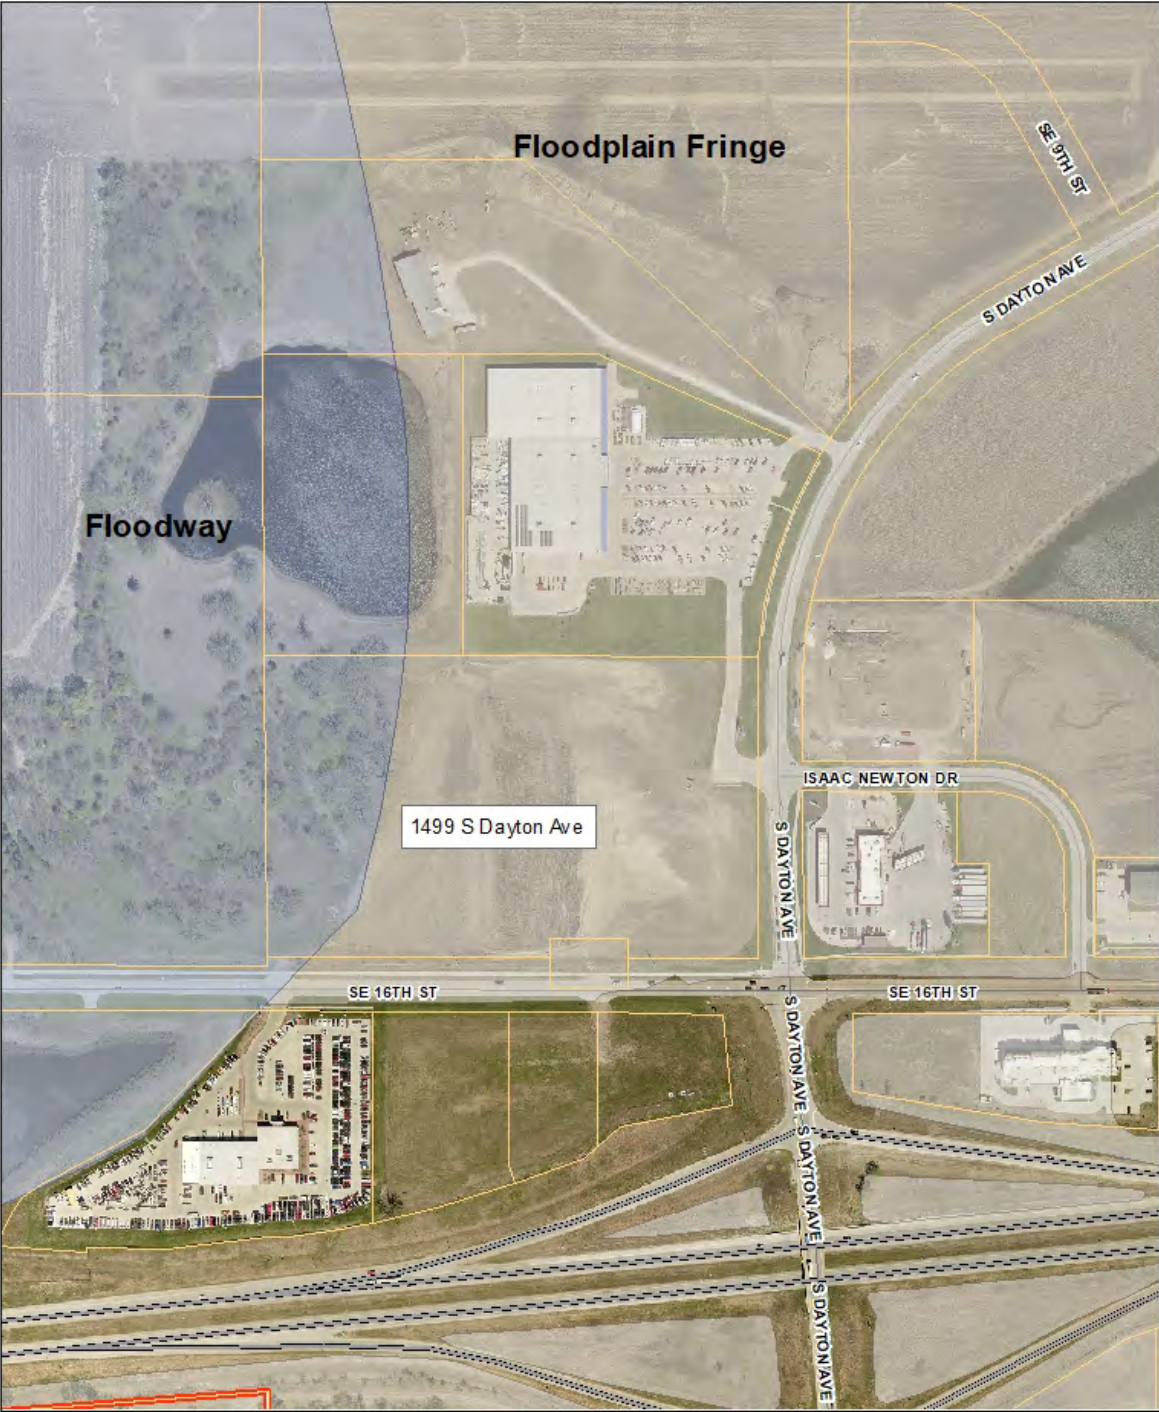 Floodplain Fringe
SE 9TH ST
S DAYTON AVE
Floodway
ISAAC NEWTON DR
1499 S Dayton Ave
S DAYTON AVE
SE 16TH ST
SE 16TH ST
S DAYTON AVE
S DAYTON AVE
S DAYTON AVE